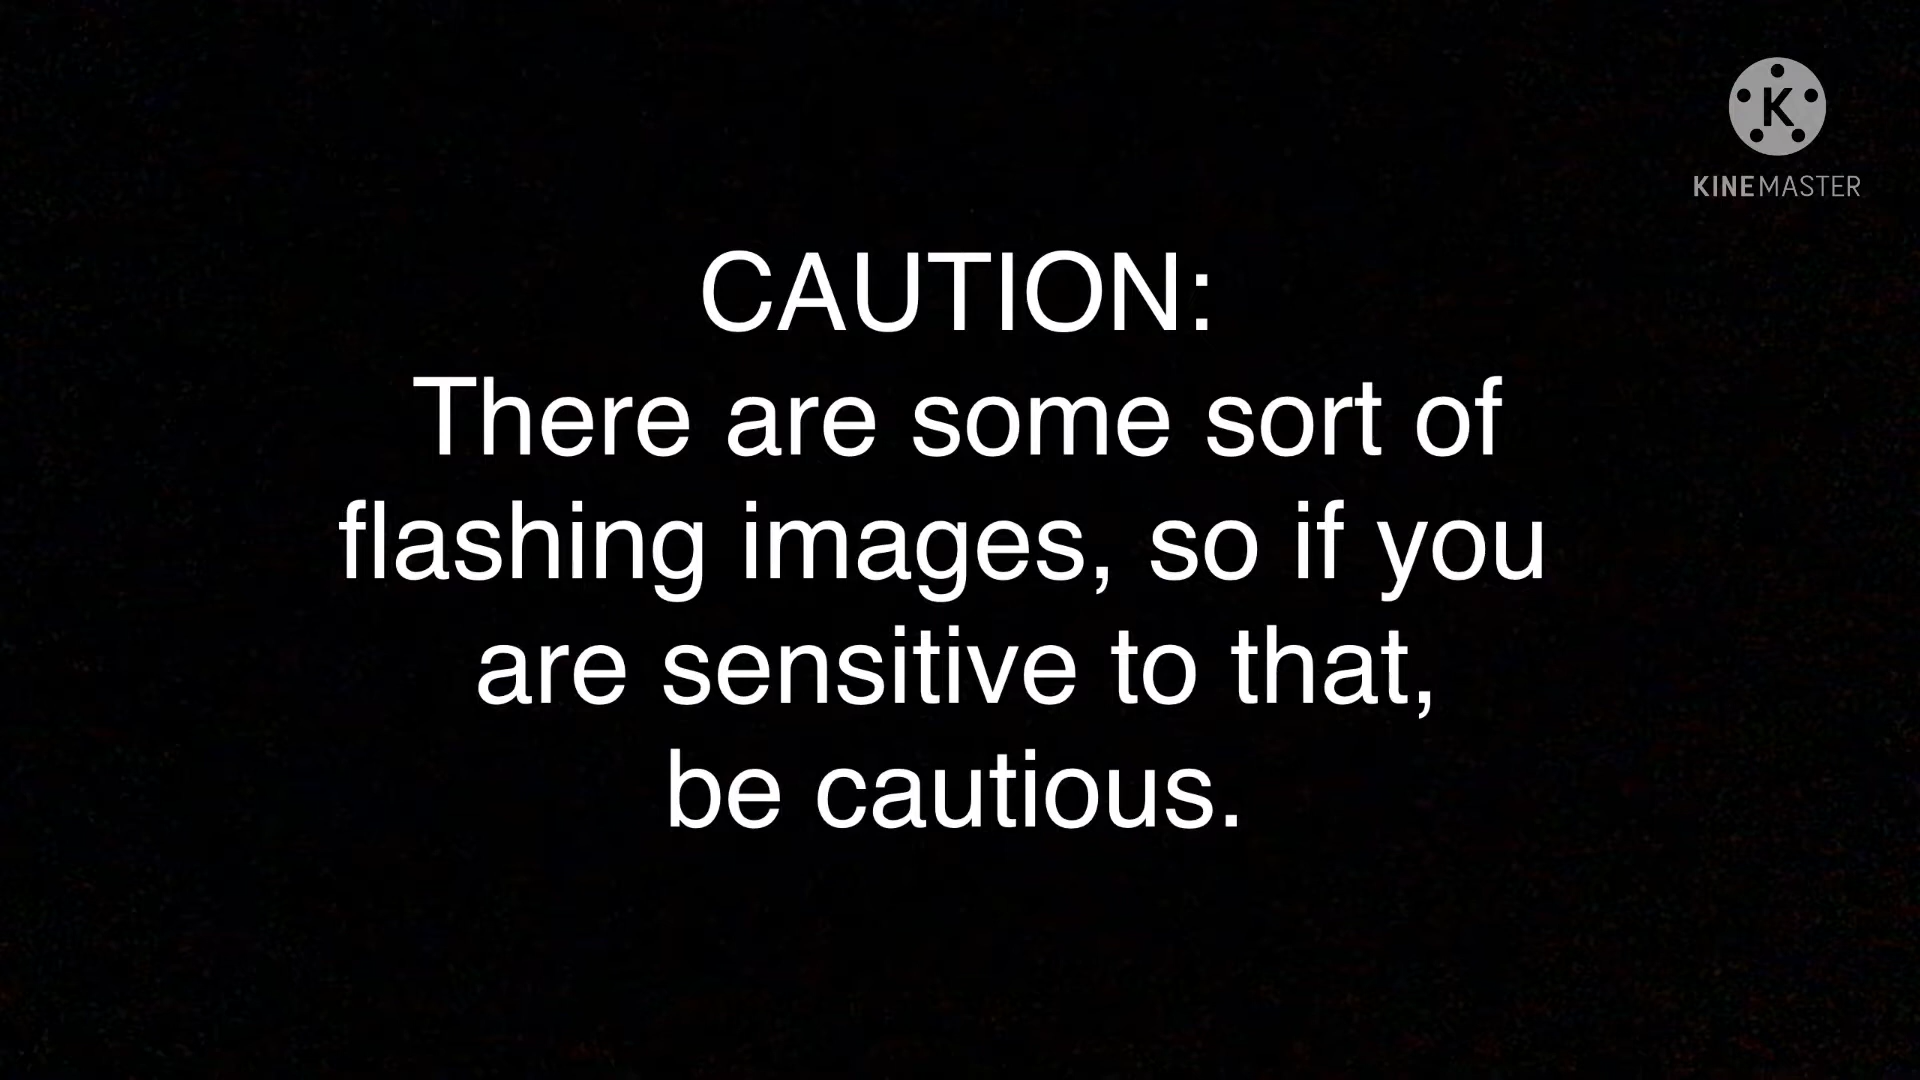 K
KINEMASTER
CAUTION:
There are some sort of
flashing images, so if you
are sensitive to that,
be cautious.